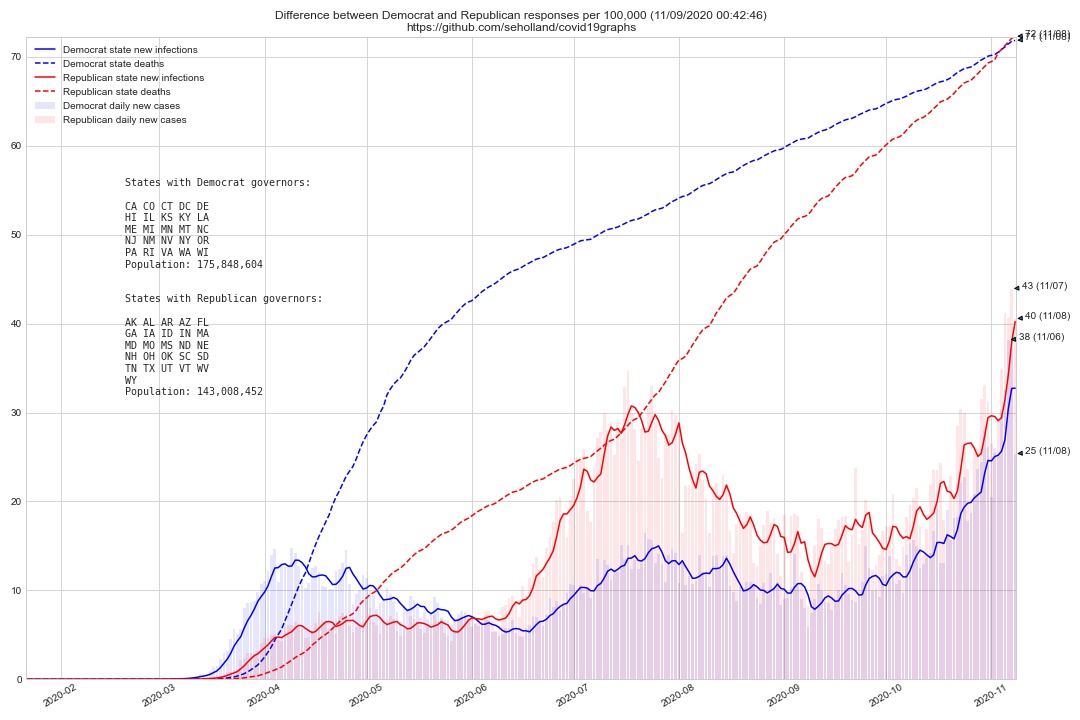 Difference between Democrat and Republican responses per 100,000 (11/09/2020 00:42:46)
https://github.com/seholland/covid19graphs
Democrat state new infections
Democrat state deaths
Republican state new infections
Republican state deaths
Democrat daily new cases
Republican daily new cases
States with Democrat governors:
CA CO CT DC DE
HI IL KS KY LA
ME MI MN MT NC
NJ NM NV NY OR
PA RI VA WA WI
Population: 175,848,604
States with Republican governors:
AK AL AR AZ FL
GA IA ID IN MA
MD MO MS ND NE
NH OH OK SC SD
TN TX UT VT WV
WY
Population: 143,008,452
72 (11/08)
43 (11/07)
40 (11/08)
38 (11/06)
25 (11/08)
70
60
50
40
30
20
10
0
2020-02
2020-03
2020-04
2020-05
2020-06
2020-07
2020-08
2020-09
2020-10
2020-11